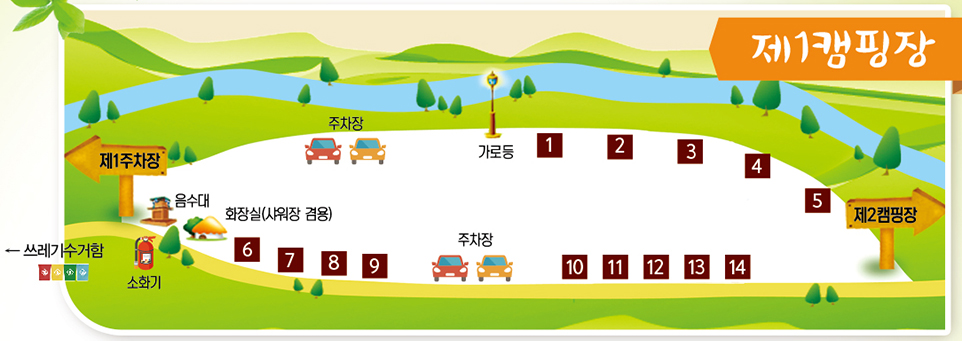 제1캠핑장
주차장
가로등
1
2
3
4
5
제1주차장
음수대
화장실(샤워장 겸용)
제2캠핑장
← 쓰레기수거함
소화기
6
7
8
9
주차장
10
11
12
13
14